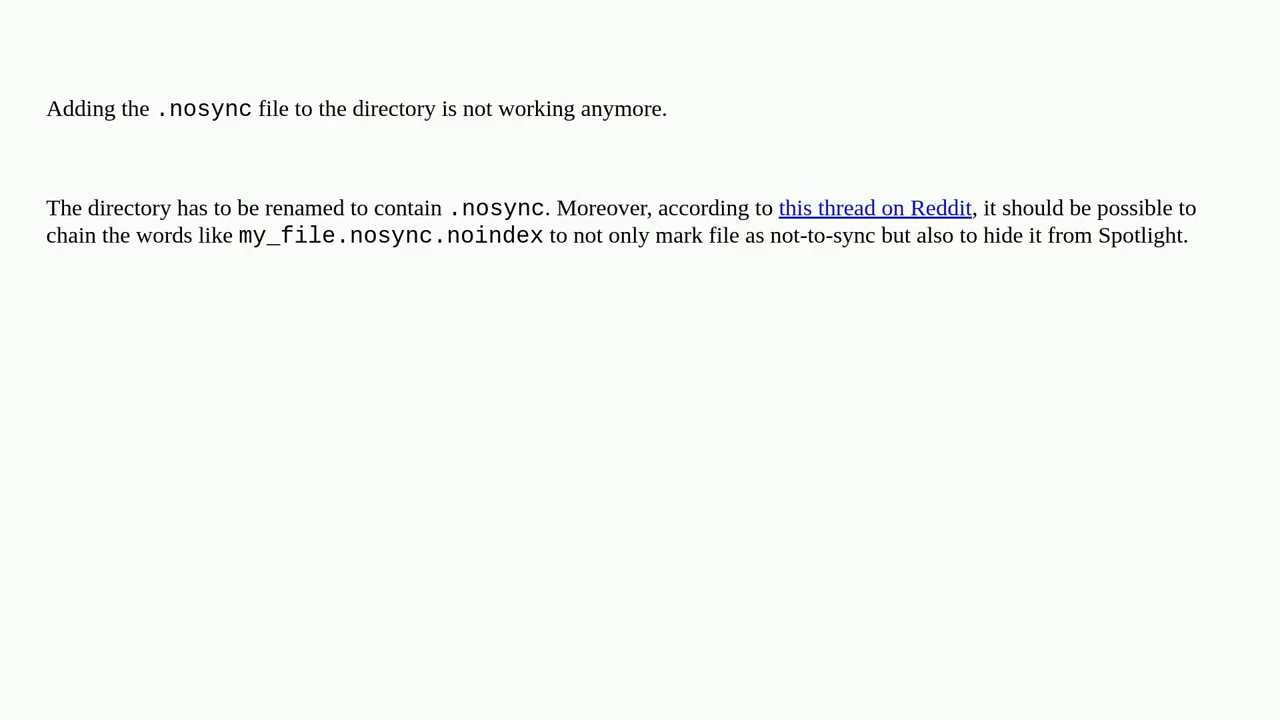 Adding the .nosync file to the directory is not working anymore.
The directory has to be renamed to contain .nosync. Moreover, according to this thread on Reddit, it should be possible to
chain the words like my_file.nosync.noindex to not only mark file as not-to-sync but also to hide it from Spotlight.